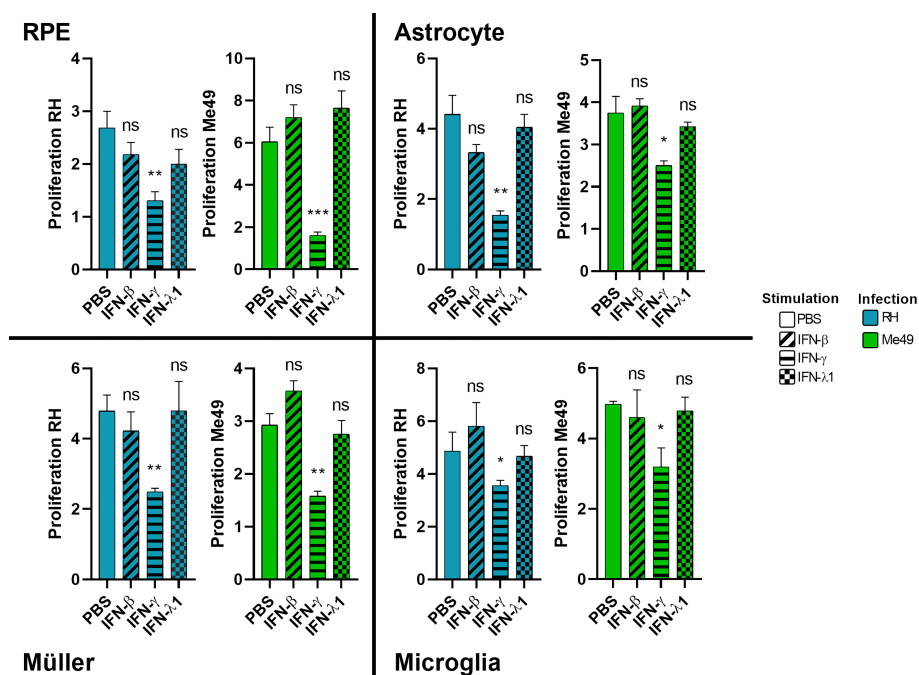 RPE
Proliferation RH
4
3
2
1
0
ns
**
ns
PBS
IFN-β
IFN-γ
IFN-λ1
Proliferation Me49
10
8
6
4
2
0
ns
***
ns
PBS
IFN-β
IFN-γ
IFN-λ1
Astrocyte
Proliferation RH
6
4
2
0
ns
**
ns
PBS
IFN-β
IFN-γ
IFN-λ1
Proliferation Me49
5
4
3
2
1
0
ns
*
ns
PBS
IFN-β
IFN-γ
IFN-λ1
Stimulation
PBS
IFN-β
IFN-γ
IFN-λ1
Infection
RH
Me49
Proliferation RH
6
4
2
0
ns
**
ns
PBS
IFN-β
IFN-γ
IFN-λ1
Proliferation Me49
4
3
2
1
0
ns
**
ns
PBS
IFN-β
IFN-γ
IFN-λ1
Müller
Proliferation RH
8
6
4
2
0
ns
*
ns
PBS
IFN-β
IFN-γ
IFN-λ1
Proliferation Me49
6
4
2
0
ns
*
ns
PBS
IFN-β
IFN-γ
IFN-λ1
Microglia